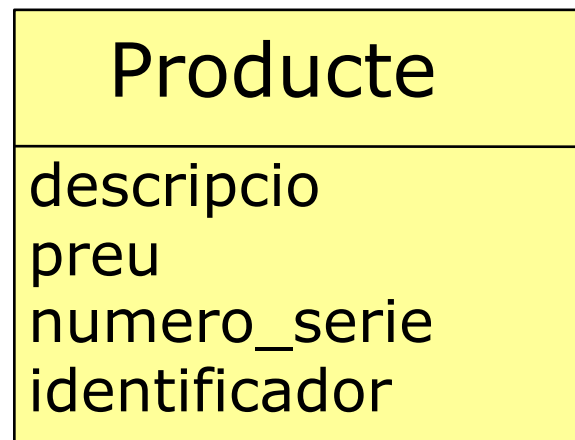 Producte
descripcio
preu
numero_serie
identificador